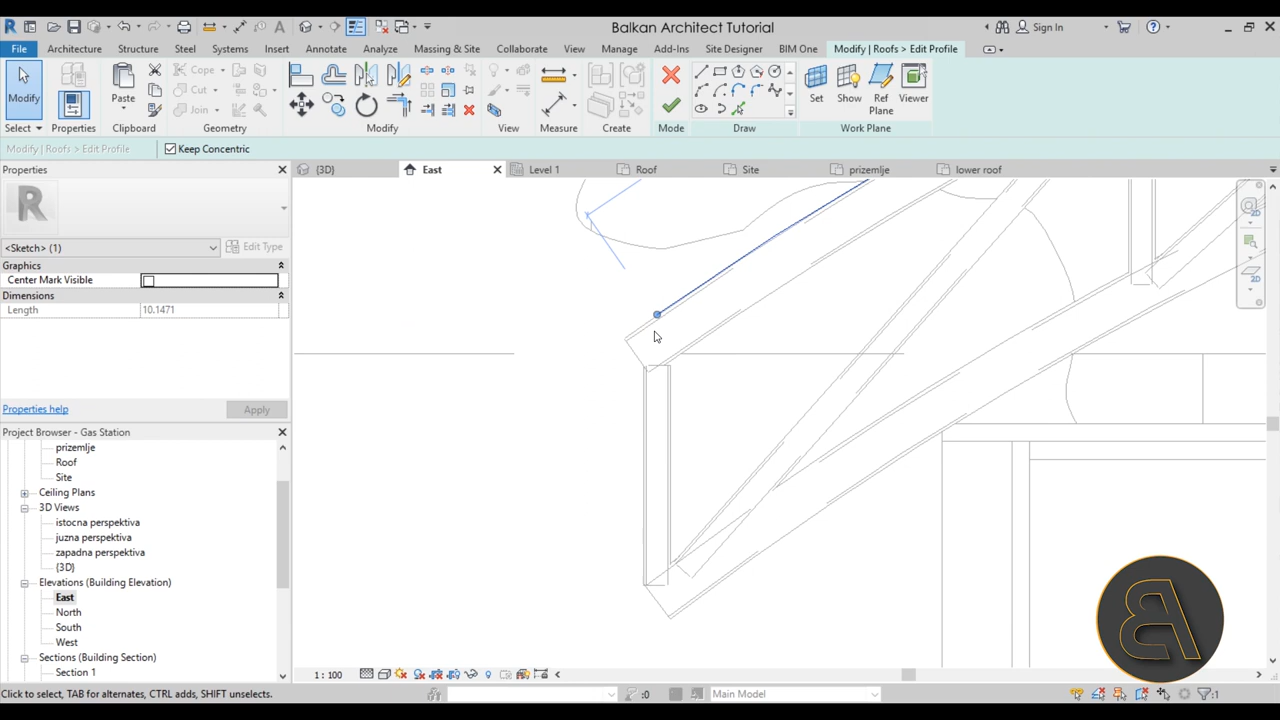 Balkan Architect Tutorial
Sign In
File Architecture Structure Steel Systems Insert Annotate Analyze Massing & Site Collaborate View Manage Add-Ins Site Designer BIM One Modify | Roofs > Edit Profile
Modify Paste Cope Cut Join Set Show Ref Plane Viewer
Select Properties Clipboard Geometry Modify View Measure Create Mode Draw Work Plane
Modify | Roofs > Edit Profile Keep Concentric
Properties
{3D} East Level 1 Roof Site prizemlje lower roof
R
<Sketch> (1) Edit Type
Graphics
Center Mark Visible
Dimensions
Length 10.1471
Properties help Apply
Project Browser - Gas Station
prizemlje
Roof
Site
Ceiling Plans
3D Views
istocna perspektiva
juzna perspektiva
zapadna perspektiva
{3D}
Elevations (Building Elevation)
East
North
South
West
Sections (Building Section)
Section 1
1 : 100
Click to select, TAB for alternates, CTRL adds, SHIFT unselects.
:0
Main Model
:1